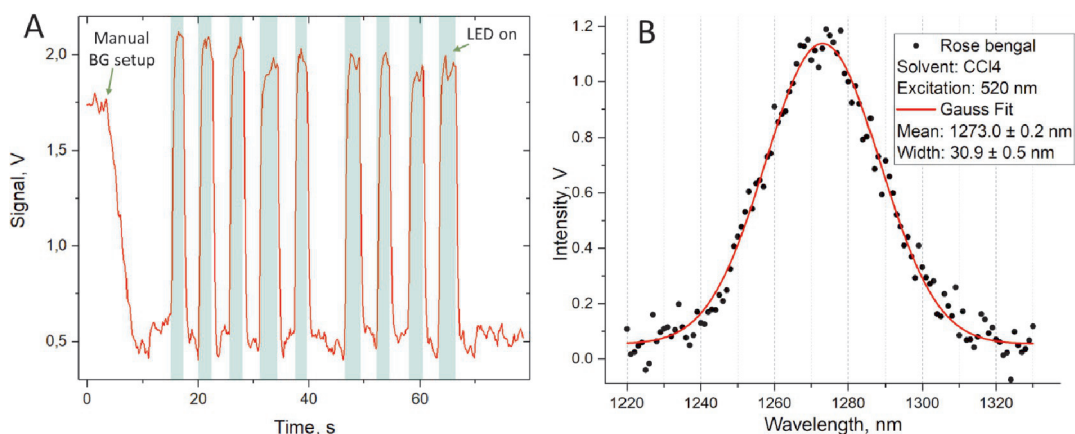 A
Manual
BG setup
LED on
2,0
1,5
1,0
0,5
Signal, V
0
20
40
60
Time, s
B
Rose bengal
Solvent: CCl4
Excitation: 520 nm
Gauss Fit
Mean: 1273.0 ± 0.2 nm
Width: 30.9 ± 0.5 nm
1.2
1.0
0.8
0.6
0.4
0.2
0.0
Intensity, V
1220
1240
1260
1280
1300
1320
Wavelength, nm